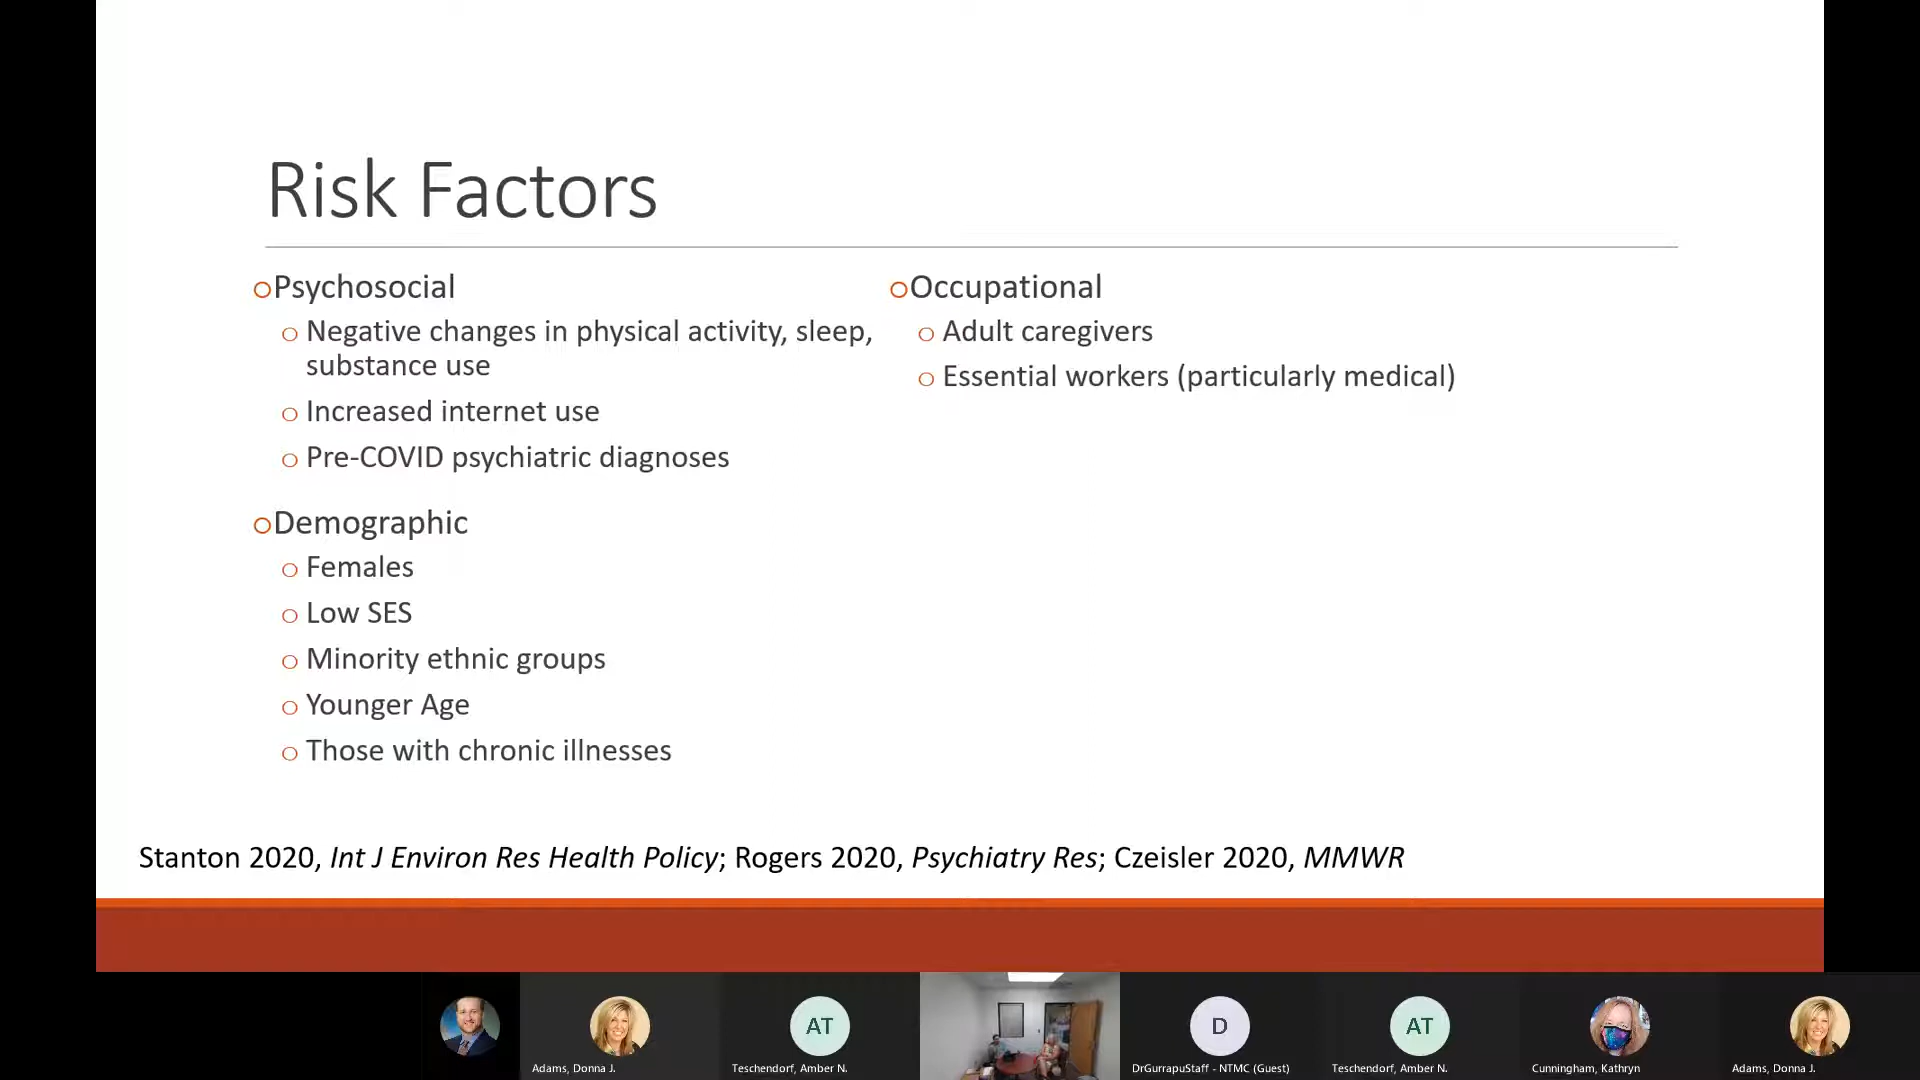 Risk Factors
oPsychosocial
o Negative changes in physical activity, sleep,
substance use
o Increased internet use
o Pre-COVID psychiatric diagnoses
oDemographic
o Females
o Low SES
o Minority ethnic groups
o Younger Age
o Those with chronic illnesses
oOccupational
o Adult caregivers
o Essential workers (particularly medical)
Stanton 2020, Int J Environ Res Health Policy; Rogers 2020, Psychiatry Res; Czeisler 2020, MMWR
AT
D
AT
Adams, Donna J.
Teschendorf, Amber N.
DrGurrapuStaff - NTMC (Guest)
Teschendorf, Amber N.
Cunningham, Kathryn
Adams, Donna J.